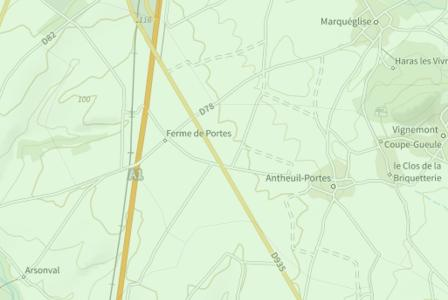 116
Marquéglise
D82
Haras les Vivr
100
D78
Ferme de Portes
Vignemont
Coupe-Gueule
le Clos de la
Briquetterie
A1
Antheuil-Portes
D935
Arsonval